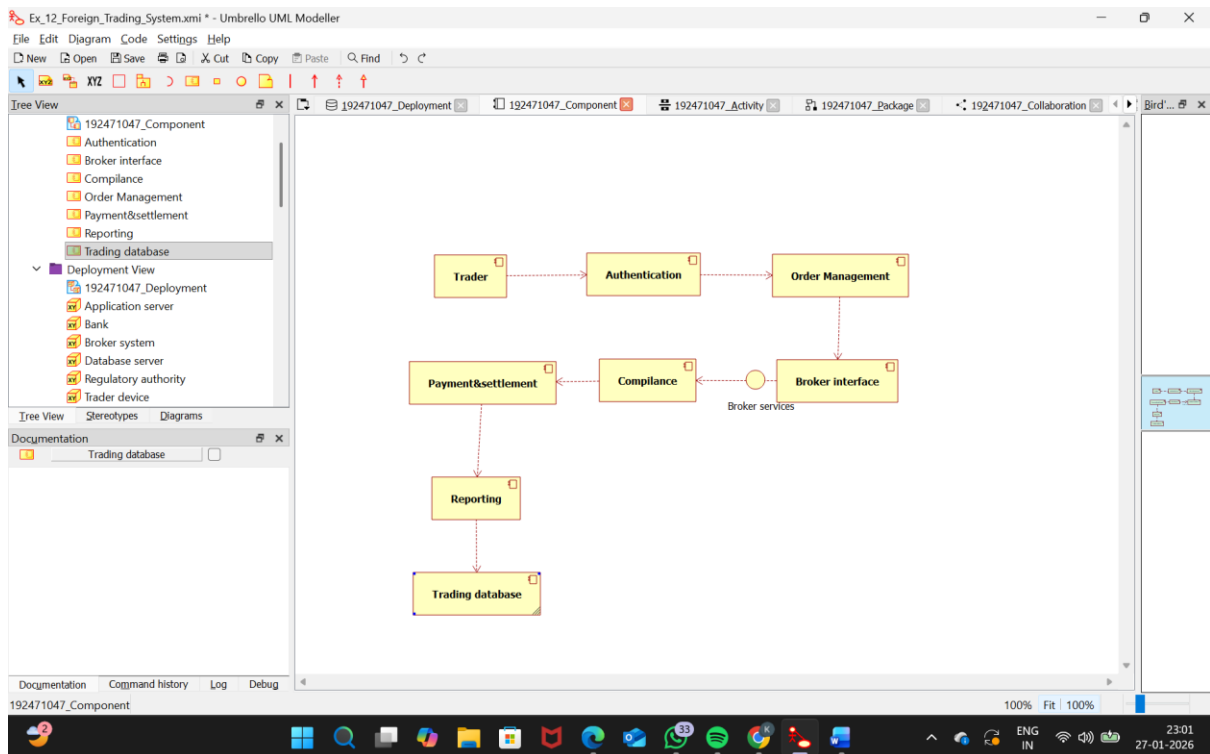 Ex_12_Foreign_Trading_System.xmi * - Umbrello UML Modeller
File Edit Diagram Code Settings Help
New Open Save Cut Copy Paste Find
XYZ XYZ
Tree View
192471047_Deployment 192471047_Component 192471047_Activity 192471047_Package 192471047_Collaboration
Bird'...
192471047_Component
Authentication
Broker interface
Compilance
Order Management
Payment&settlement
Reporting
Trading database
Deployment View
192471047_Deployment
Application server
Bank
Broker system
Database server
Regulatory authority
Trader device
Tree View Stereotypes Diagrams
Documentation
Trading database
Trader
Authentication
Order Management
Payment&settlement
Compilance
Broker services
Broker interface
Reporting
Trading database
Documentation Command history Log Debug
192471047_Component
100% Fit 100%
2
33
ENG
IN
23:01
27-01-2026